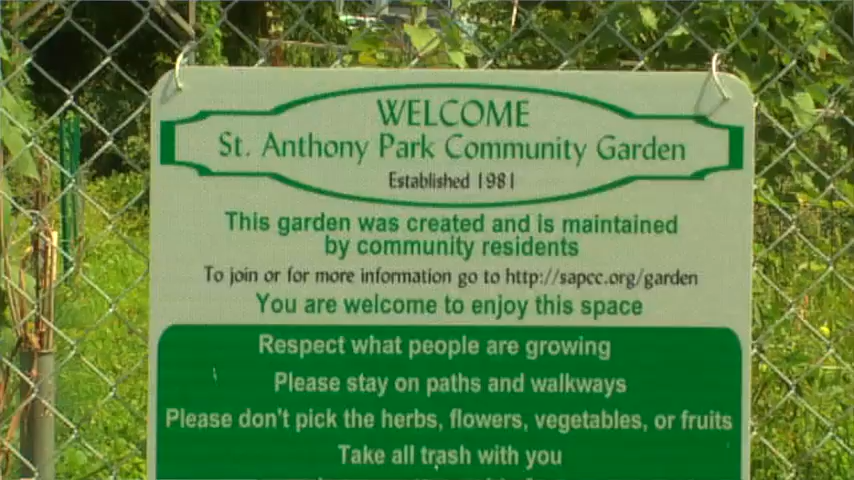 WELCOME
St. Anthony Park Community Garden
Established 1981
This garden was created and is maintained
by community residents
To join or for more information go to http://sapcc.org/garden
You are welcome to enjoy this space
Respect what people are growing
Please stay on paths and walkways
Please don't pick the herbs, flowers, vegetables, or fruits
Take all trash with you